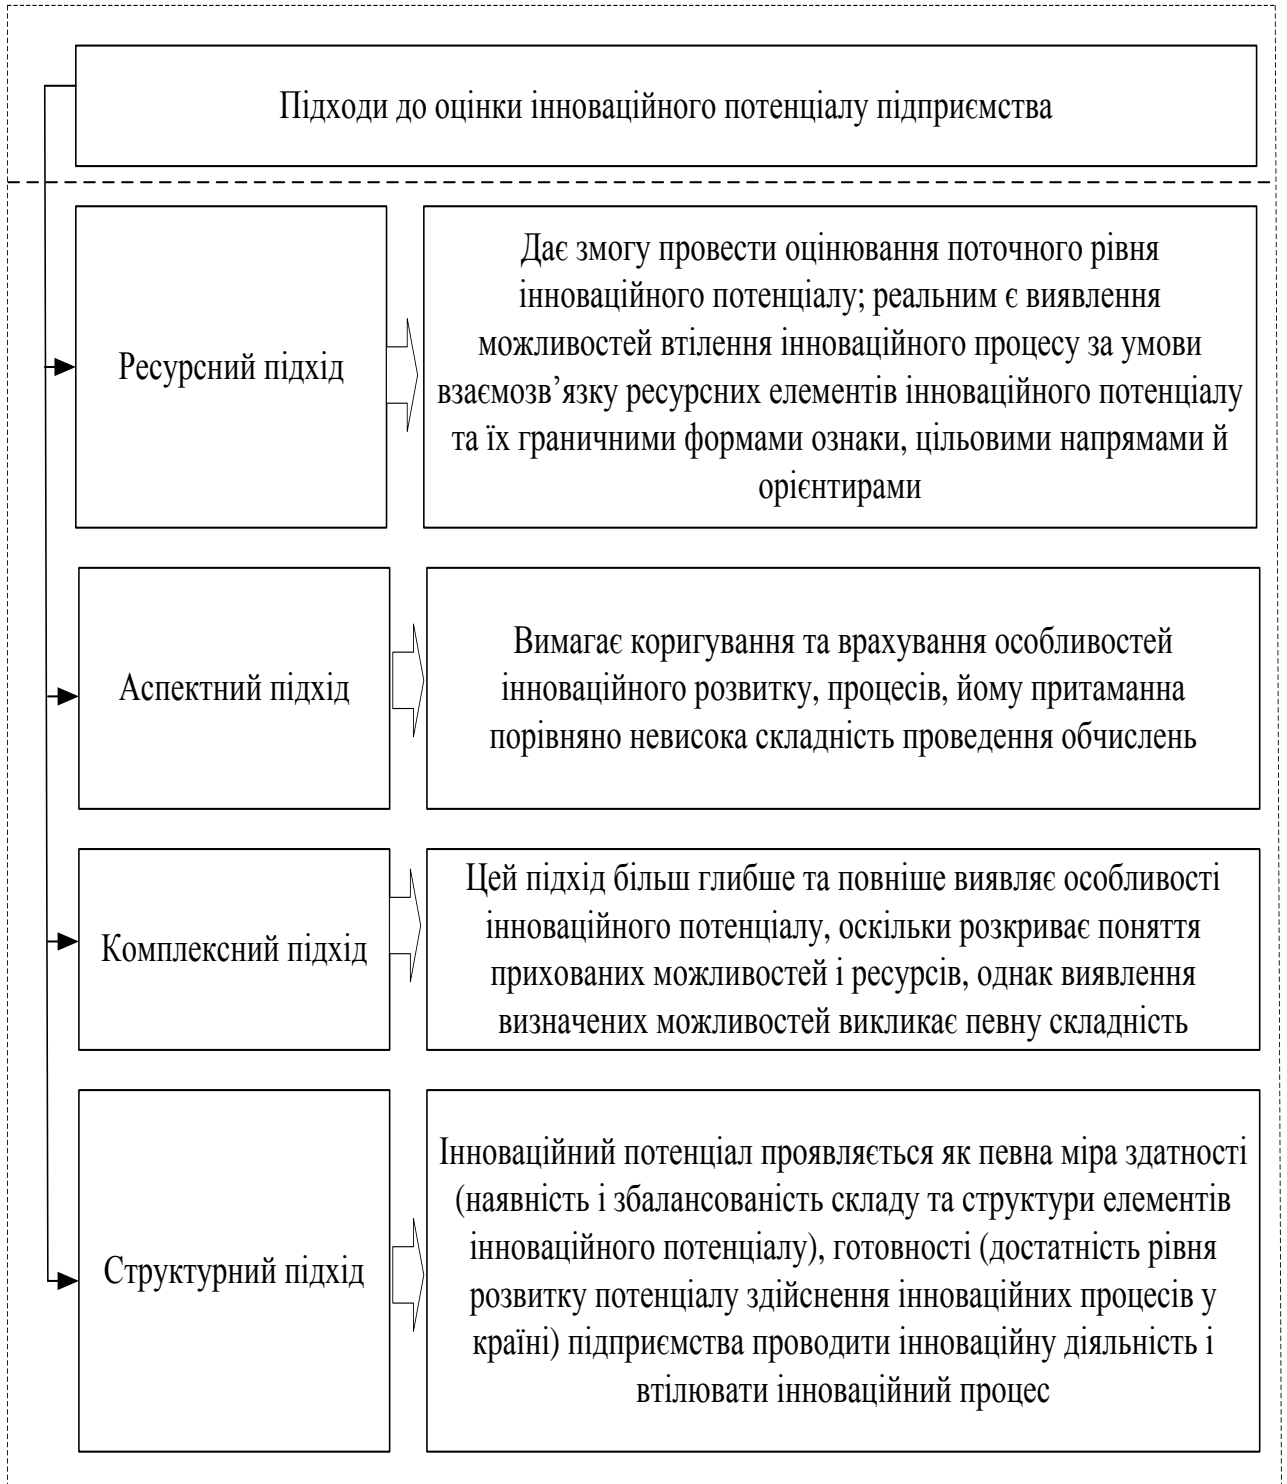 Підходи до оцінки інноваційного потенціалу підприємства
Ресурсний підхід
Дає змогу провести оцінювання поточного рівня
інноваційного потенціалу; реальним є виявлення
можливостей втілення інноваційного процесу за умови
взаємозв’язку ресурсних елементів інноваційного потенціалу
та їх граничними формами ознаки, цільовими напрямами й
орієнтирами
Аспектний підхід
Вимагає коригування та врахування особливостей
інноваційного розвитку, процесів, йому притаманна
порівняно невисока складність проведення обчислень
Комплексний підхід
Цей підхід більш глибше та повніше виявляє особливості
інноваційного потенціалу, оскільки розкриває поняття
прихованих можливостей і ресурсів, однак виявлення
визначених можливостей викликає певну складність
Структурний підхід
Інноваційний потенціал проявляється як певна міра здатності
(наявність і збалансованість складу та структури елементів
інноваційного потенціалу), готовності (достатність рівня
розвитку потенціалу здійснення інноваційних процесів у
країні) підприємства проводити інноваційну діяльність і
втілювати інноваційний процес